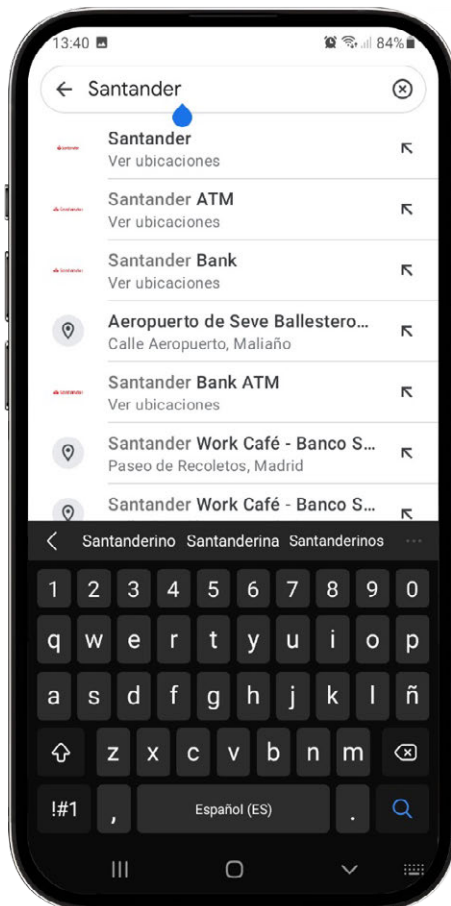 13:40
84%
Santander
Santander
Ver ubicaciones
Santander ATM
Ver ubicaciones
Santander Bank
Ver ubicaciones
Aeropuerto de Seve Ballestero...
Calle Aeropuerto, Maliaño
Santander Bank ATM
Ver ubicaciones
Santander Work Café - Banco S...
Paseo de Recoletos, Madrid
Santander Work Café - Banco S...
Santanderino Santanderina Santanderinos ...
1 2 3 4 5 6 7 8 9 0
q w e r t y u i o p
a s d f g h j k l ñ
z x c v b n m
!#1 , Español (ES) .